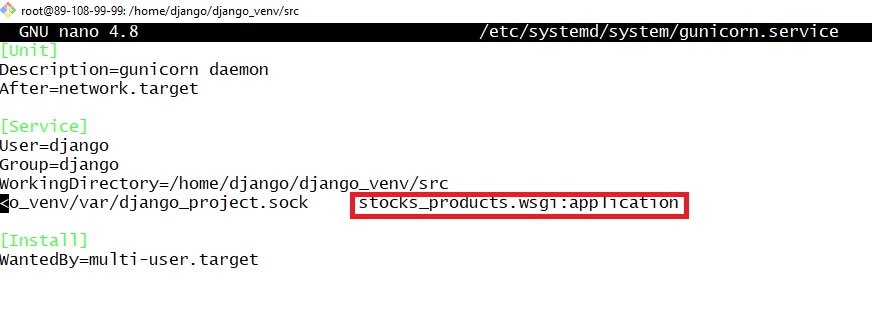 root@89-108-99-99: /home/django/django_venv/src
GNU nano 4.8 /etc/systemd/system/gunicorn.service
[Unit]
Description=gunicorn daemon
After=network.target
[Service]
User=django
Group=django
WorkingDirectory=/home/django/django_venv/src
<o_venv/var/django_project.sock stocks_products.wsgi:application
[Install]
WantedBy=multi-user.target